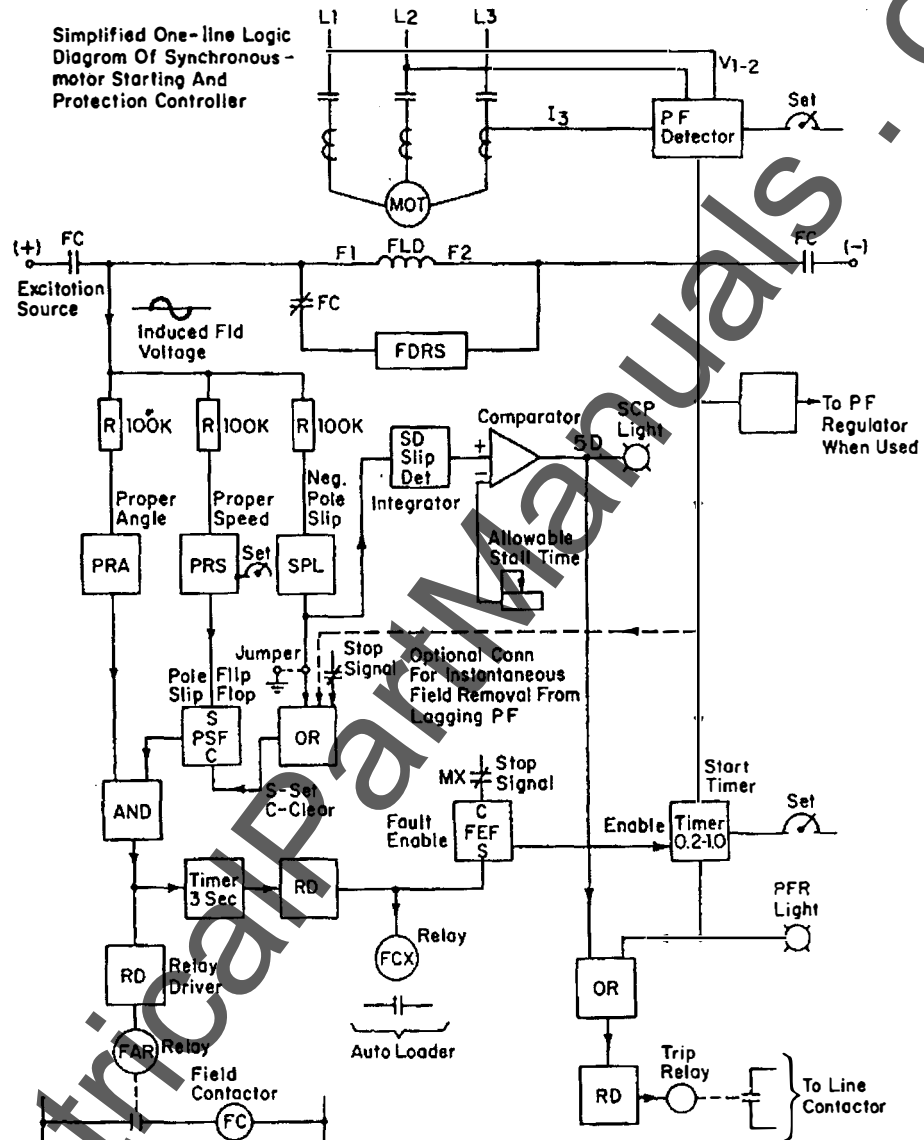 Simplified One-line Logic
Diagram Of Synchronous-
motor Starting And
Protection Controller
L1
L2
L3
V1-2
I3
PF
Detector
Set
MOT
(+)
FC
F1
FLD
F2
FC
(-)
Excitation
Source
FC
Induced Fld
Voltage
FDRS
R
100K
R
100K
R
100K
SD
Slip
Det
Integrator
Comparator
+
-
SD
SCP
Light
To PF
Regulator
When Used
Proper
Angle
Proper
Speed
Neg.
Pole
Slip
PRA
PRS
Set
SPL
Allowable
Stall Time
Jumper
Stop
Signal
Optional Conn
For Instantaneous
Field Removal From
Lagging PF
Pole
Slip
Flip
Flop
S
PSF
C
OR
S-Set
C-Clear
AND
MX
Stop
Signal
Fault
Enable
C
FEF
S
Enable
Start
Timer
Timer
0.2-1.0
Set
Timer
3 Sec
RD
Relay
FCX
Auto Loader
PFR
Light
RD
Relay
Driver
FAR
Relay
Field
Contactor
FC
OR
RD
Trip
Relay
To Line
Contactor
tricalPartManuals . c